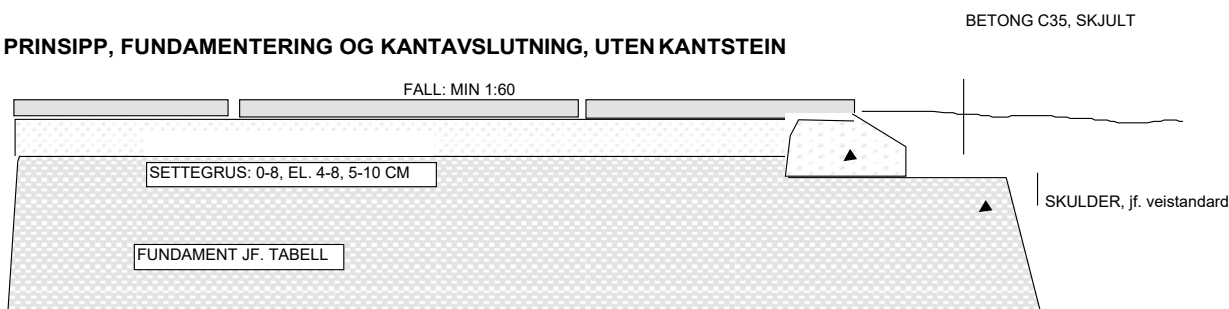 BETONG C35, SKJULT
PRINSIPP, FUNDAMENTERING OG KANTAVSLUTNING, UTEN KANTSTEIN
FALL: MIN 1:60
SETTEGRUS: 0-8, EL. 4-8, 5-10 CM
SKULDER, jf. veistandard
FUNDAMENT JF. TABELL